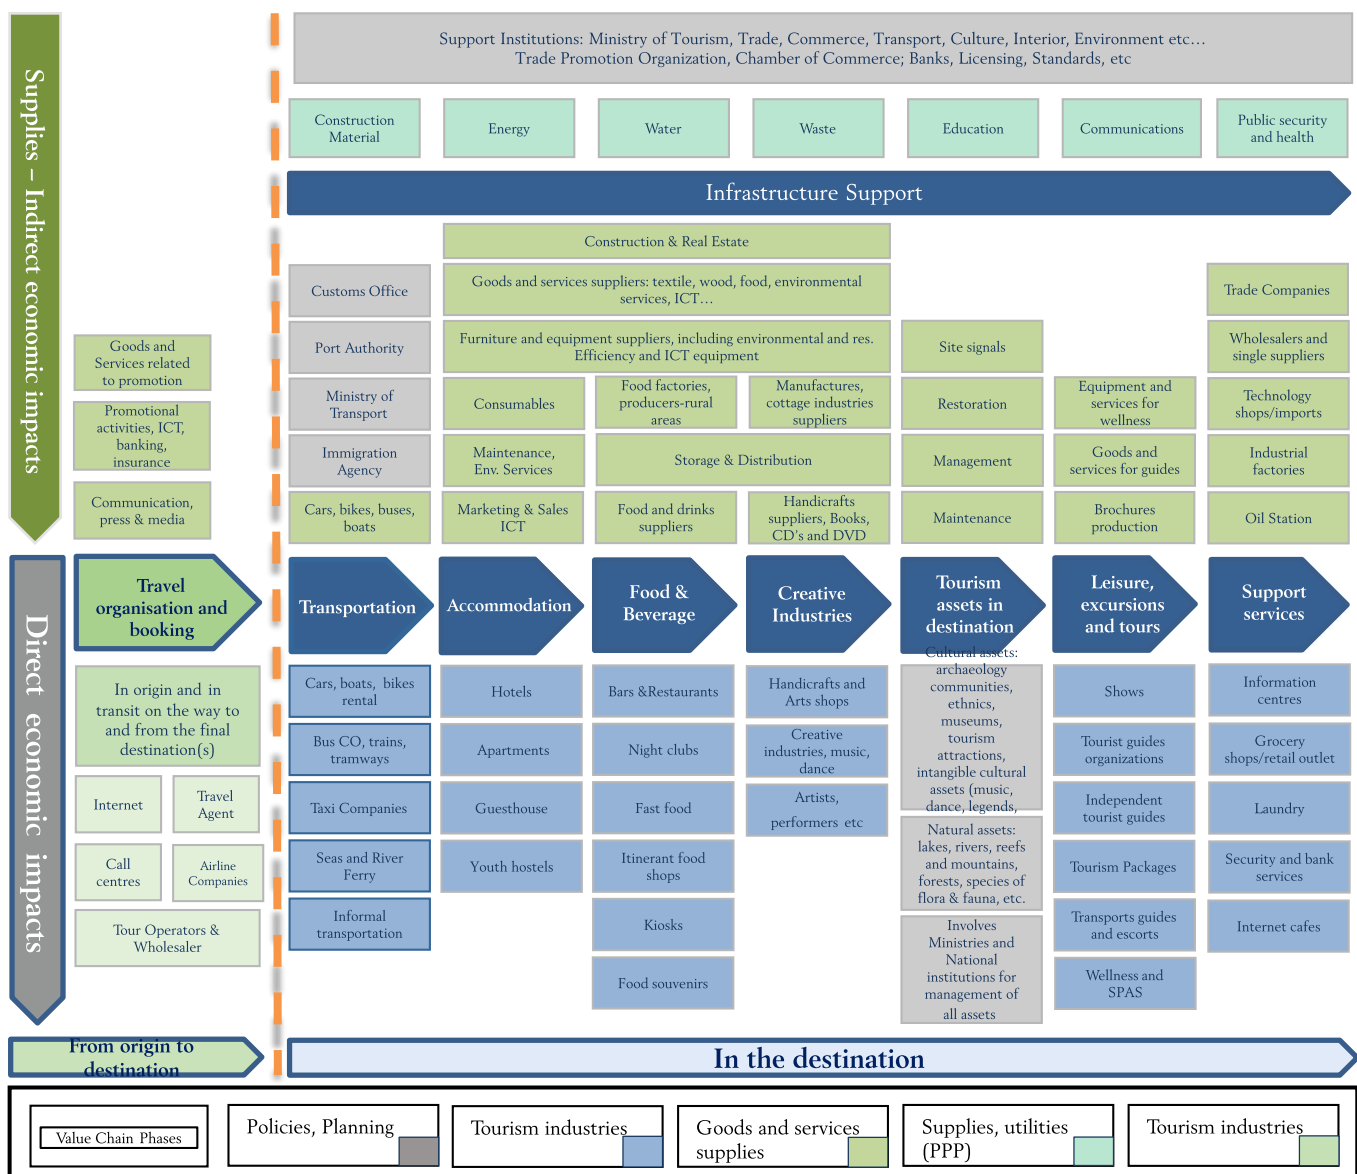 Supplies – Indirect economic impacts
Support Institutions: Ministry of Tourism, Trade, Commerce, Transport, Culture, Interior, Environment etc…
Trade Promotion Organization, Chamber of Commerce; Banks, Licensing, Standards, etc
Construction
Material
Energy
Water
Waste
Education
Communications
Public security
and health
Infrastructure Support
Construction & Real Estate
Goods and services suppliers: textile, wood, food, environmental
services, ICT…
Furniture and equipment suppliers, including environmental and res.
Efficiency and ICT equipment
Customs Office
Port Authority
Ministry of
Transport
Immigration
Agency
Cars, bikes, buses,
boats
Consumables
Maintenance,
Env. Services
Marketing & Sales
ICT
Food factories,
producers-rural
areas
Manufactures,
cottage industries
suppliers
Storage & Distribution
Food and drinks
suppliers
Handicrafts
suppliers, Books,
CD's and DVD
Site signals
Restoration
Management
Maintenance
Equipment and
services for
wellness
Goods and
services for guides
Brochures
production
Trade Companies
Wholesalers and
single suppliers
Technology
shops/imports
Industrial
factories
Oil Station
Goods and
Services related
to promotion
Promotional
activities, ICT,
banking,
insurance
Communication,
press & media
Direct economic impacts
Travel
organisation and
booking
Transportation
Accommodation
Food &
Beverage
Creative
Industries
Tourism
assets in
destination
Leisure,
excursions
and tours
Support
services
In origin and in
transit on the way to
and from the final
destination(s)
Internet
Travel
Agent
Call
centres
Airline
Companies
Tour Operators &
Wholesaler
Cars, boats, bikes
rental
Bus CO, trains,
tramways
Taxi Companies
Seas and River
Ferry
Informal
transportation
Hotels
Apartments
Guesthouse
Youth hostels
Bars &Restaurants
Night clubs
Fast food
Itinerant food
shops
Kiosks
Food souvenirs
Handicrafts and
Arts shops
Creative
industries, music,
dance
Artists,
performers etc
Cultural assets:
archaeology
communities,
ethnics,
museums,
tourism
attractions,
intangible cultural
assets (music,
dance, legends,
Natural assets:
lakes, rivers, reefs
and mountains,
forests, species of
flora & fauna, etc.
Involves
Ministries and
National
institutions for
management of
all assets
Shows
Tourist guides
organizations
Independent
tourist guides
Tourism Packages
Transports guides
and escorts
Wellness and
SPAS
Information
centres
Grocery
shops/retail outlet
Laundry
Security and bank
services
Internet cafes
From origin to
destination
In the destination
Value Chain Phases
Policies, Planning
Tourism industries
Goods and services
supplies
Supplies, utilities
(PPP)
Tourism industries